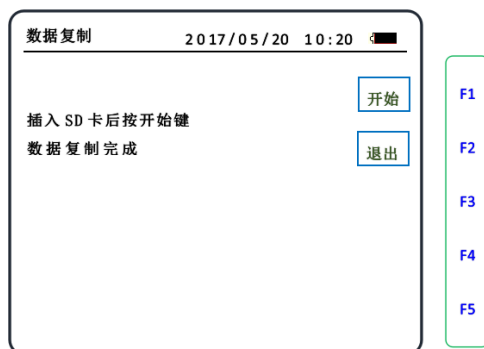 数据复制 2017/05/20 10:20
开始
F1
插入 SD 卡后按开始键
数据复制完成
退出
F2
F3
F4
F5